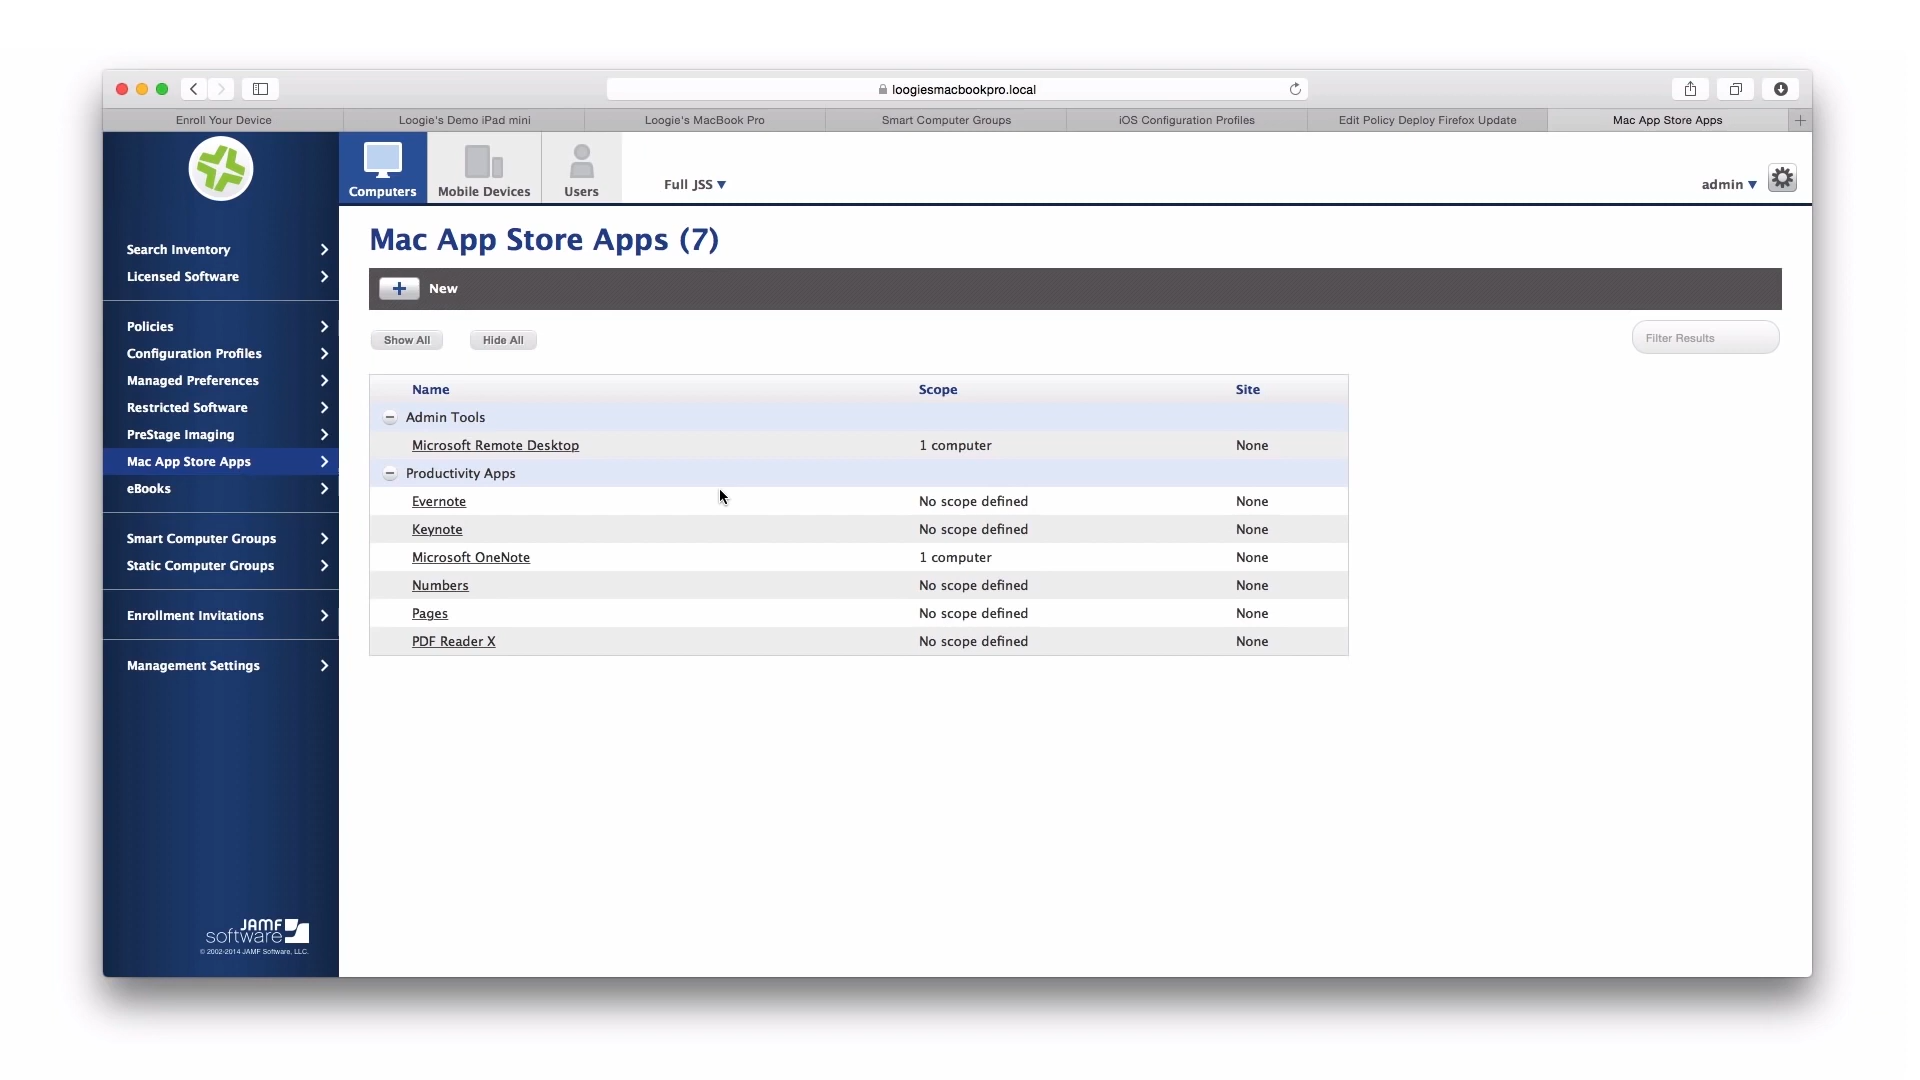 loogiesmacbookpro.local
Enroll Your Device
Loogie's Demo iPad mini
Loogie's MacBook Pro
Smart Computer Groups
iOS Configuration Profiles
Edit Policy Deploy Firefox Update
Mac App Store Apps
Computers
Mobile Devices
Users
Full JSS
admin
Search Inventory
Licensed Software
Policies
Configuration Profiles
Managed Preferences
Restricted Software
PreStage Imaging
Mac App Store Apps
eBooks
Smart Computer Groups
Static Computer Groups
Enrollment Invitations
Management Settings
JAMF
software
© 2002-2014 JAMF Software, LLC.
Mac App Store Apps (7)
New
Show All
Hide All
Filter Results
Name Scope Site
Admin Tools
Microsoft Remote Desktop 1 computer None
Productivity Apps
Evernote No scope defined None
Keynote No scope defined None
Microsoft OneNote 1 computer None
Numbers No scope defined None
Pages No scope defined None
PDF Reader X No scope defined None